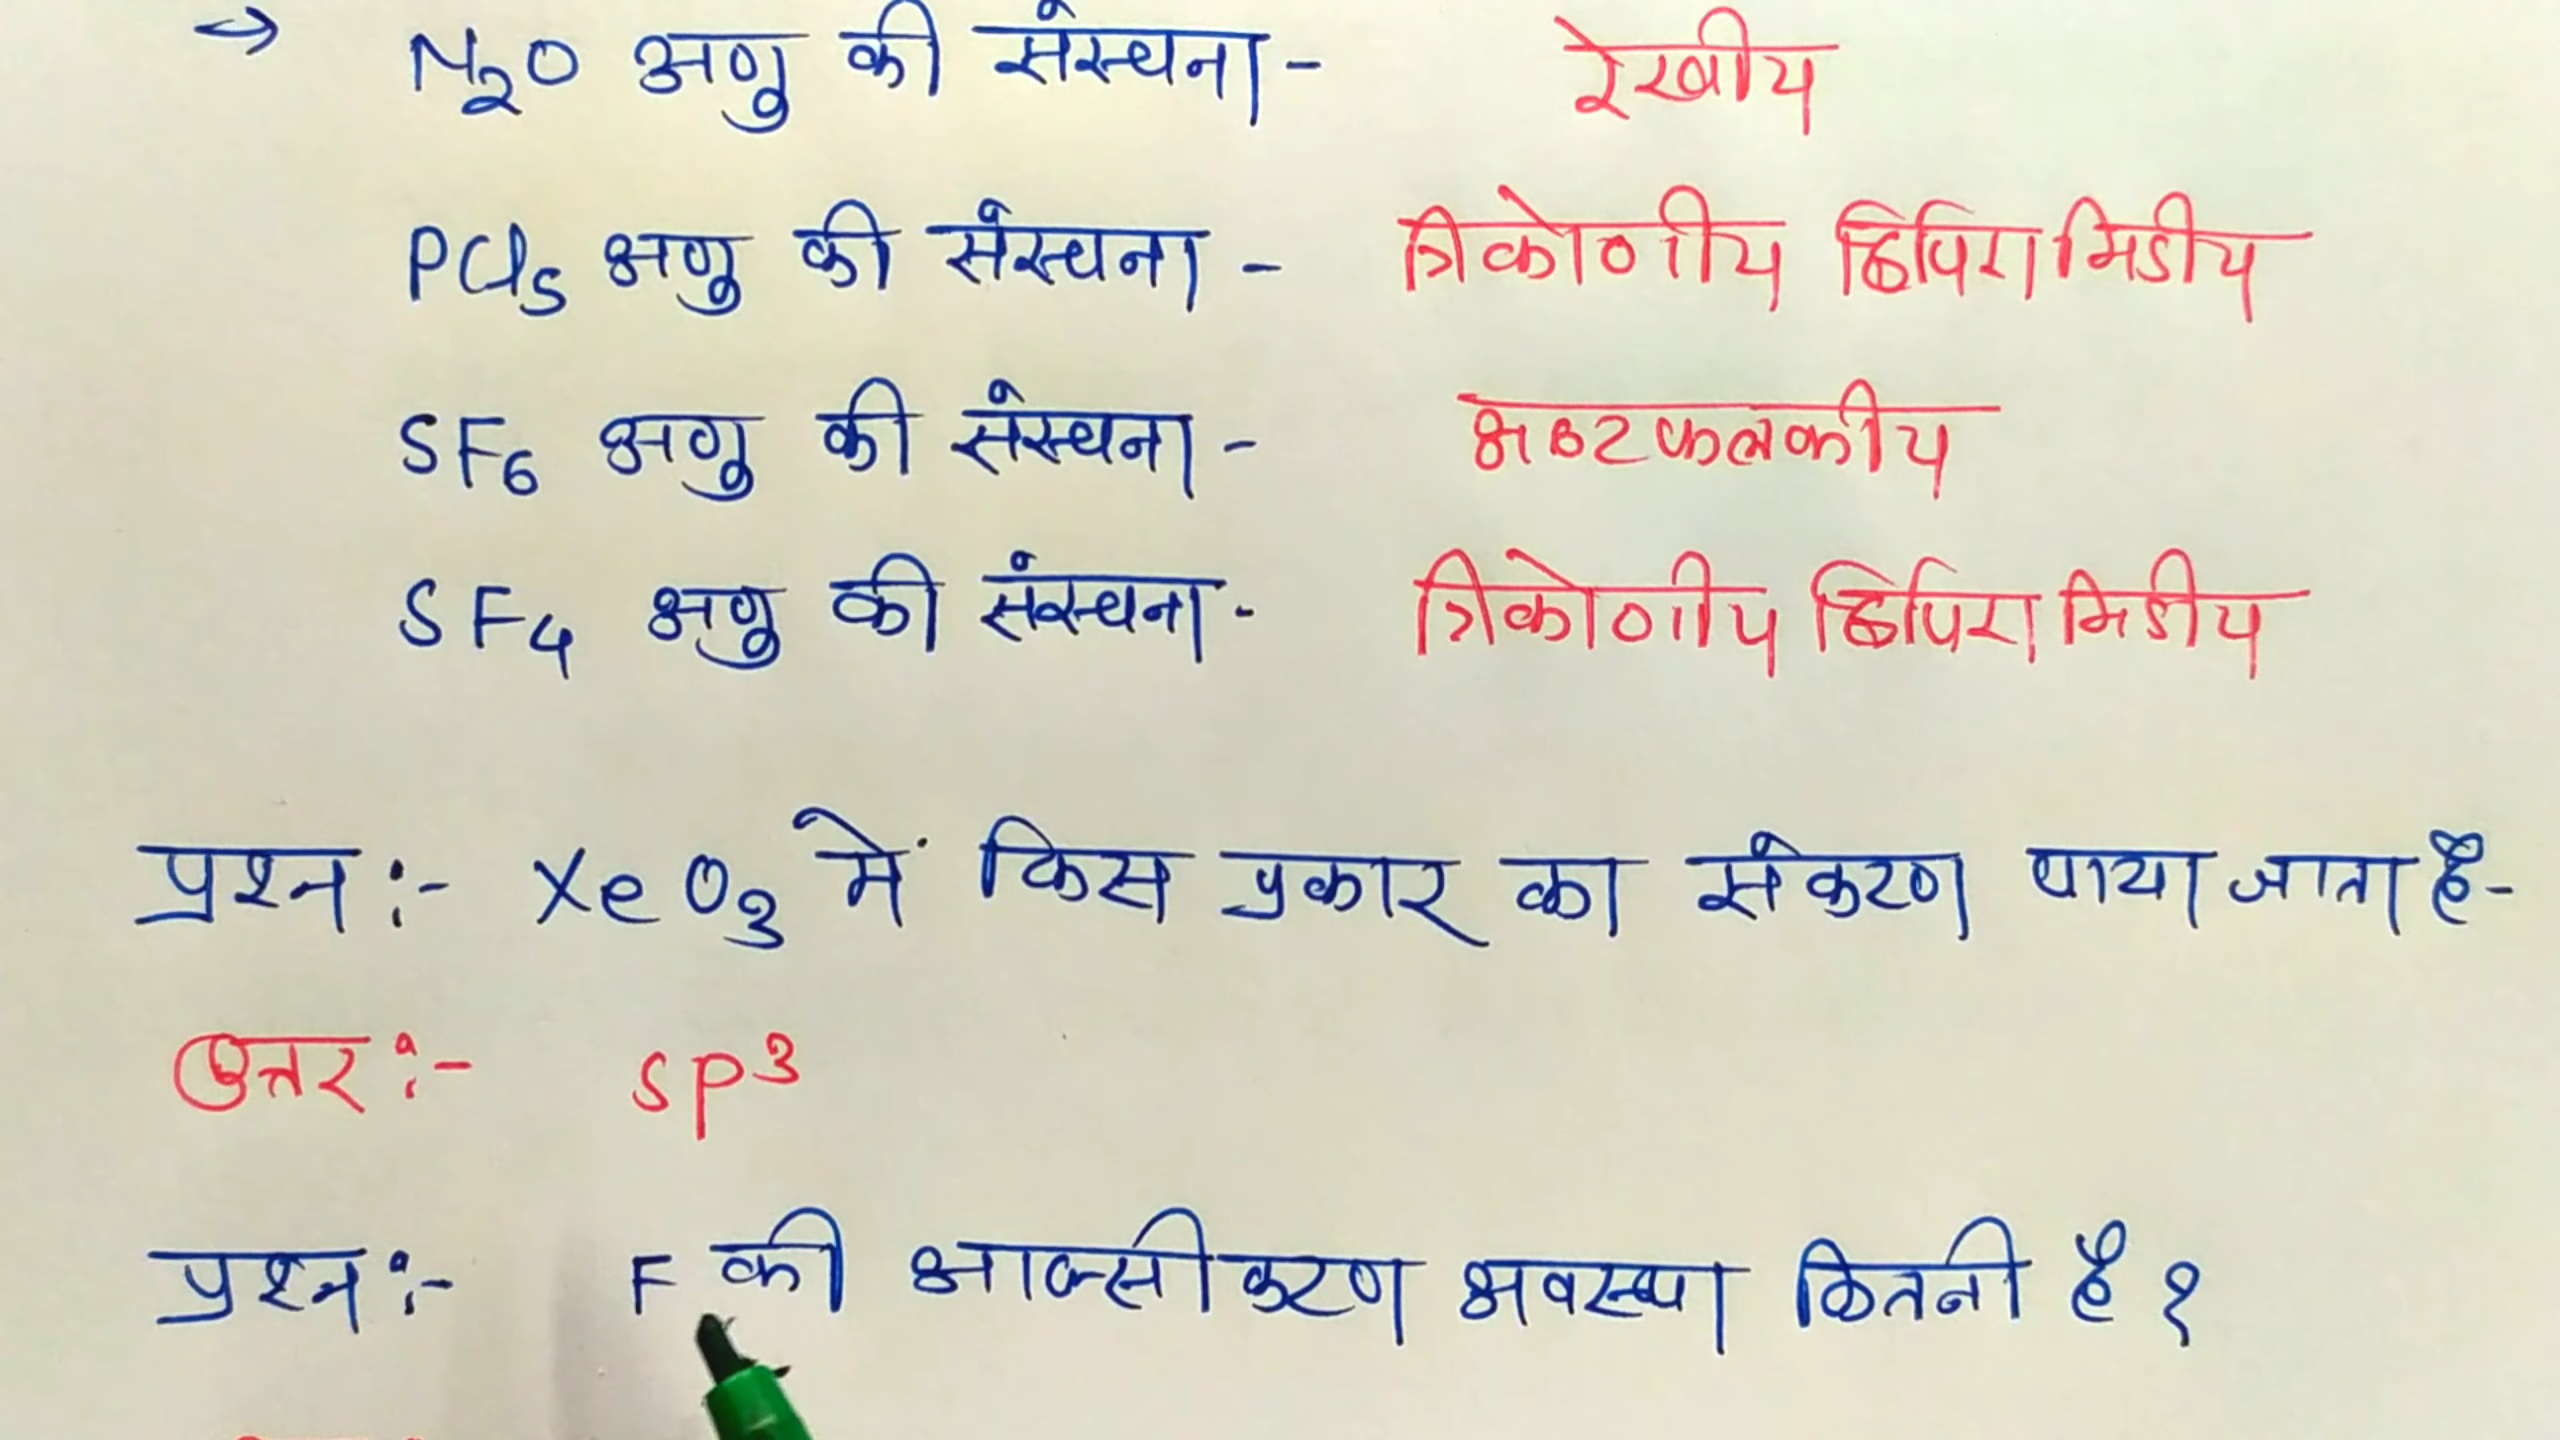 → N₂O अणु की संरचना - रेखीय
PCl₅ अणु की संरचना - त्रिकोणीय द्विपिरामिडीय
SF₆ अणु की संरचना - अष्टफलकीय
SF₄ अणु की संरचना - त्रिकोणीय द्विपिरामिडीय
प्रश्न :- XeO₃ में किस प्रकार का संकरण पाया जाता है -
उत्तर :- sp³
प्रश्न :- F की आक्सीकरण अवस्था कितनी है ?